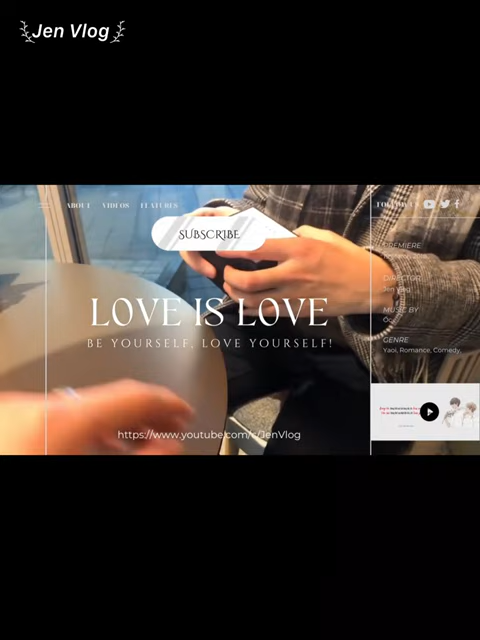 Jen Vlog
ABOUT VIDEOS FEATURES
SUBSCRIBE
LOVE IS LOVE
BE YOURSELF, LOVE YOURSELF!
https://www.youtube.com/c/JenVlog
PREMIERE
DIRECTOR
MUSIC BY
GENRE
Yaoi, Romance, Comedy